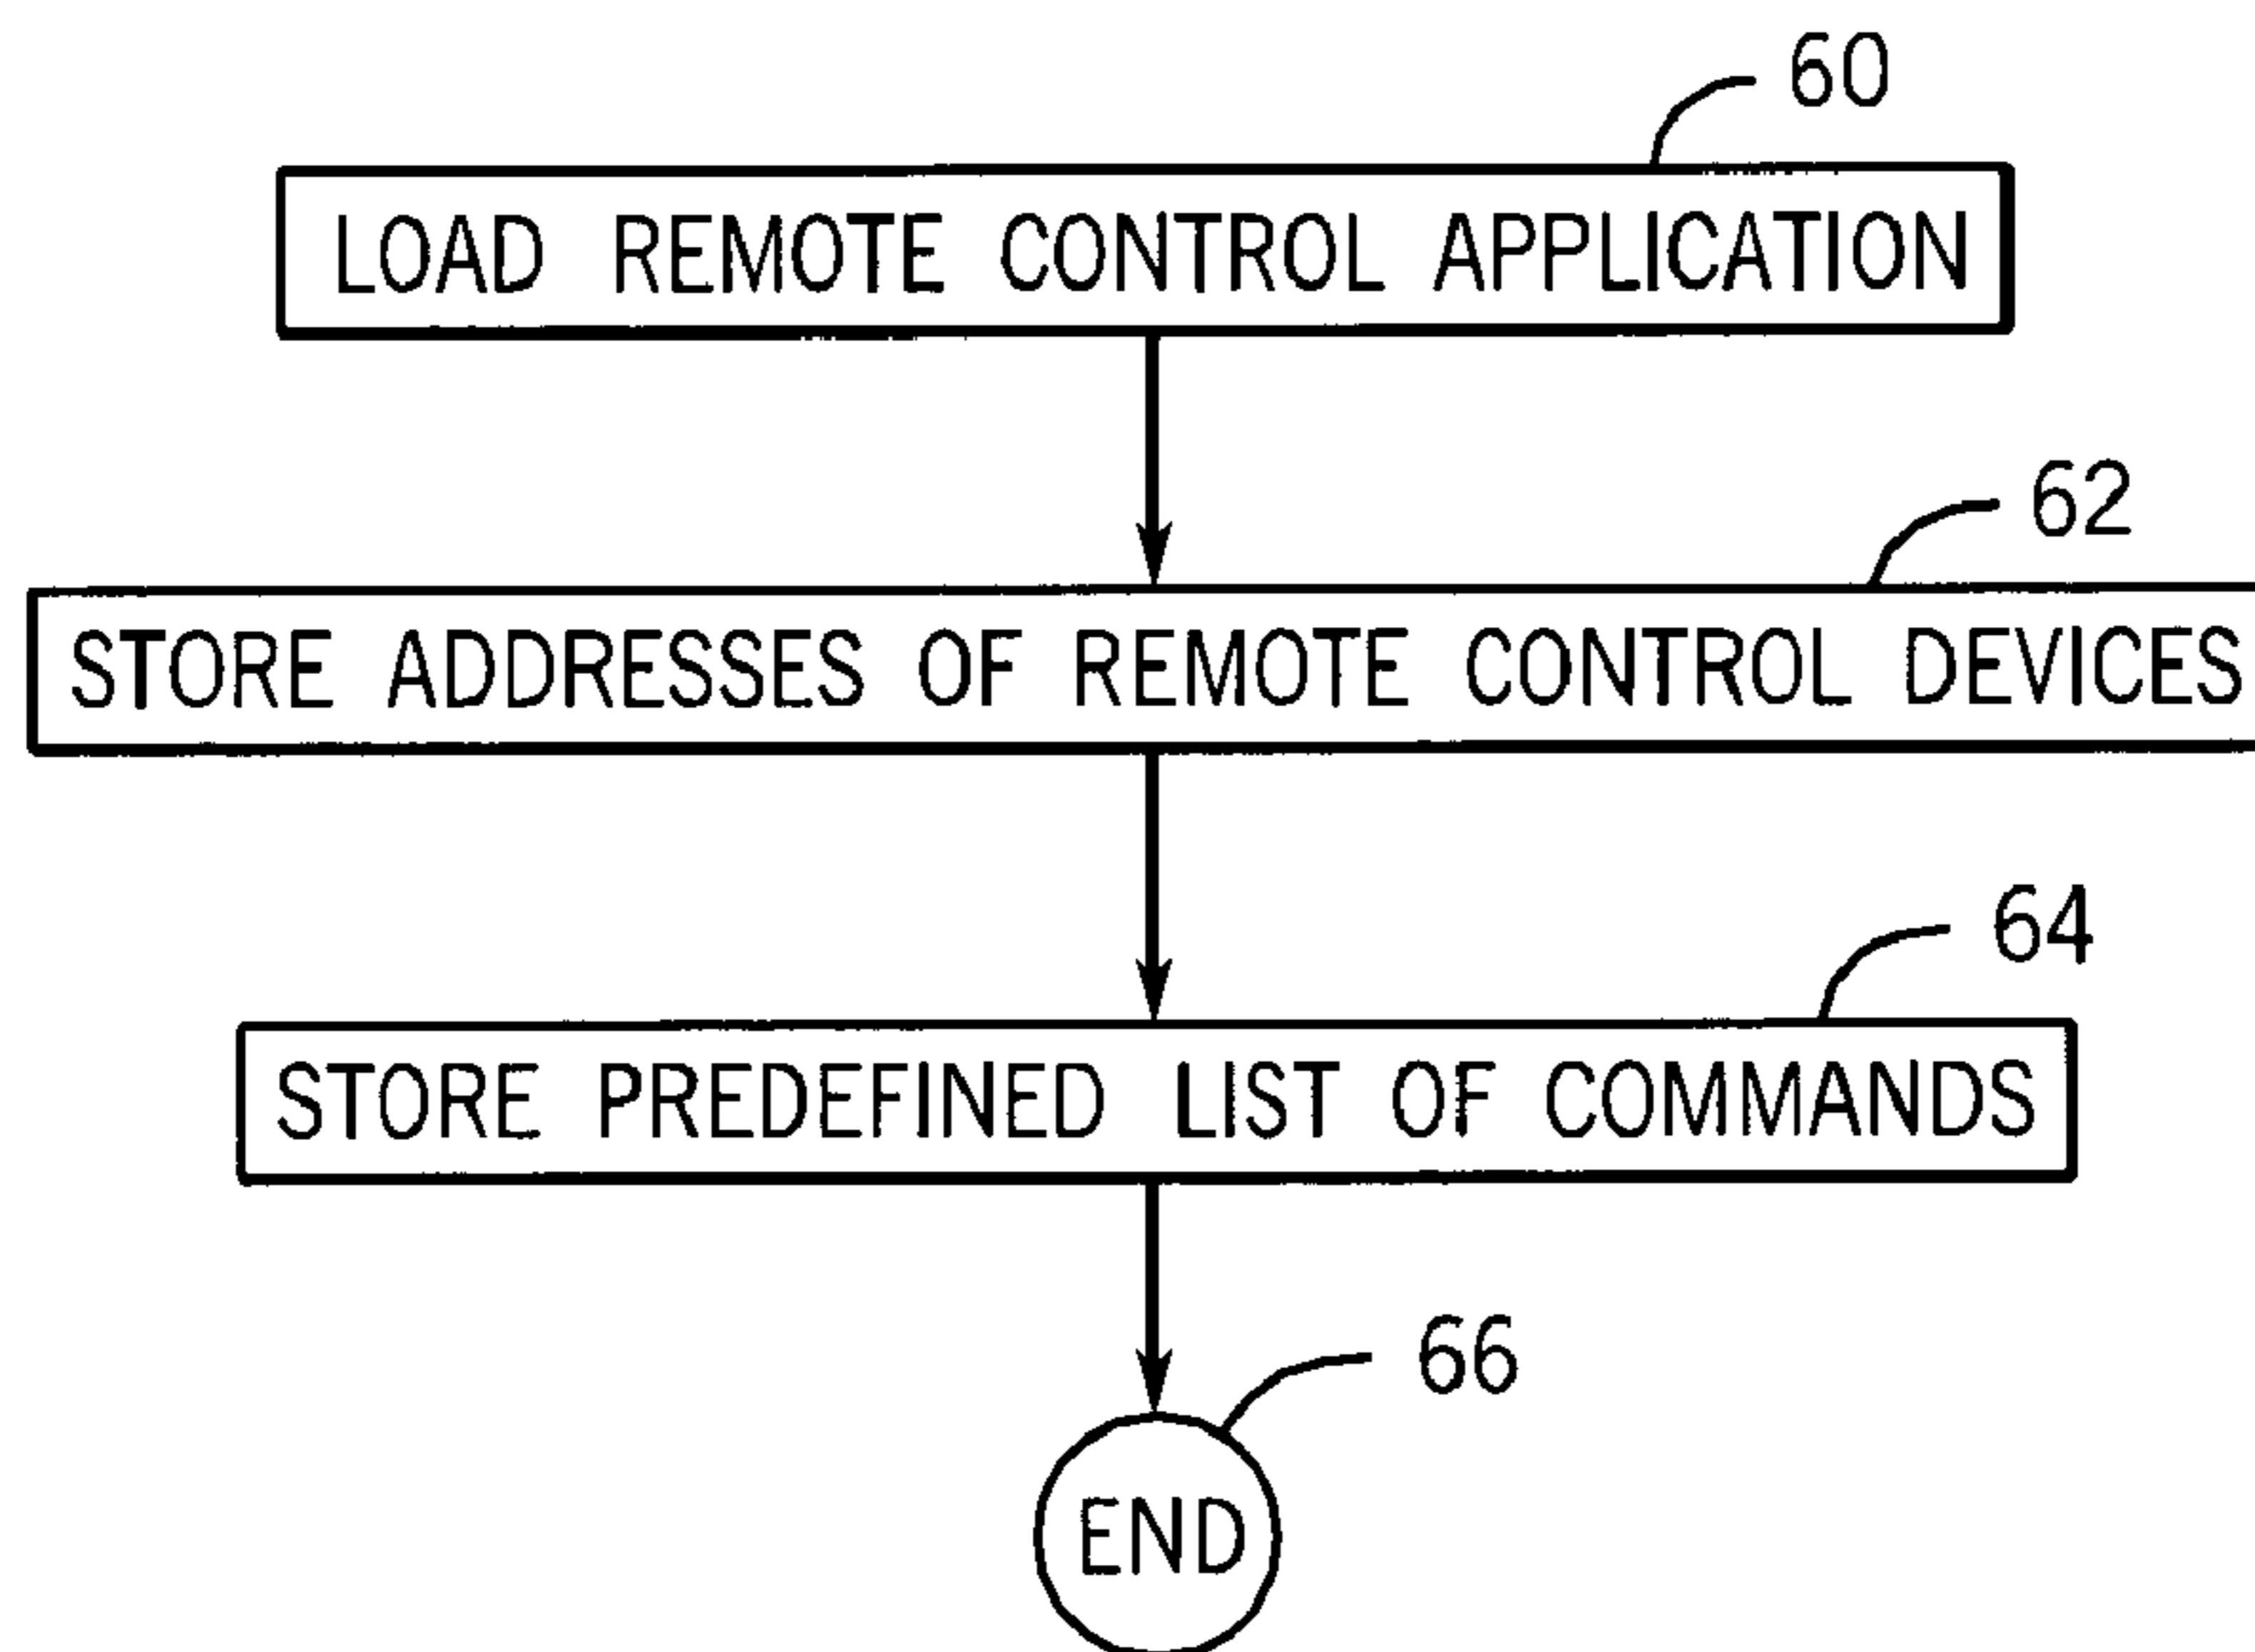 60
LOAD REMOTE CONTROL APPLICATION
62
STORE ADDRESSES OF REMOTE CONTROL DEVICES
64
STORE PREDEFINED LIST OF COMMANDS
66
END